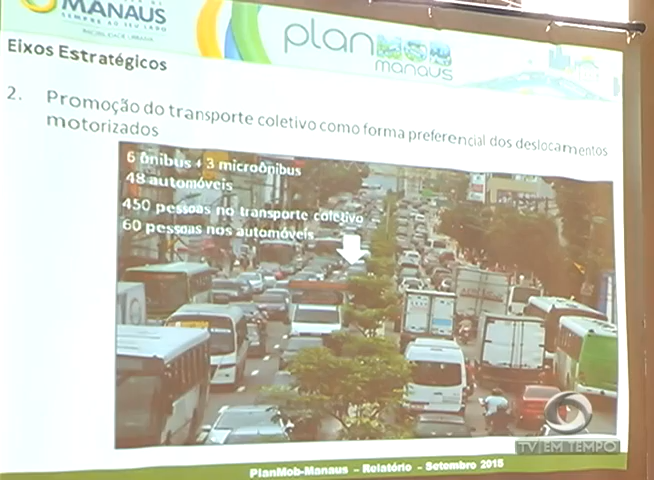 MANAUS
plan
manaus
Eixos Estratégicos
2. Promoção do transporte coletivo como forma preferencial dos deslocamentos
motorizados
6 ônibus + 3 microônibus
48 automóveis
450 pessoas no transporte coletivo
60 pessoas nos automóveis
TV EM TEMPO
PlanMob-Manaus – Relatório – Setembro 2015